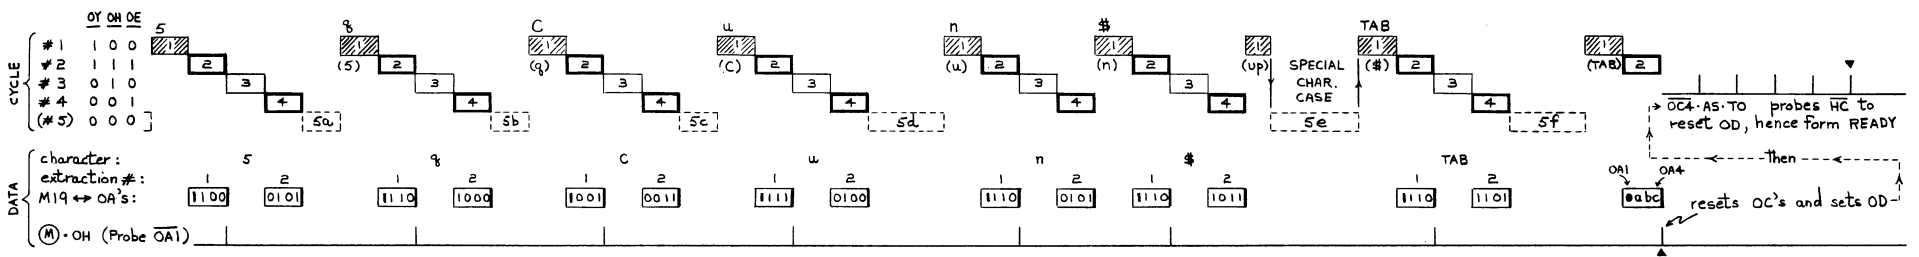 OY OH OE
5 q C u n $ TAB
CYCLE
#1 1 0 0 1 1 1 1 1 1 1 1 1
#2 1 1 1 2 (5) 2 (q) 2 (C) 2 (u) 2 (n) 2 (up) SPECIAL ($) 2 (TAB) 2
#3 0 1 0 3 3 3 3 3 3 CHAR. 3
#4 0 0 1 4 4 4 4 4 4 CASE 4
(#5) 0 0 0 5a 5b 5c 5d 5e 5f
OC4·AS·TO probes HC to
reset OD, hence form READY
then
DATA
character: 5 q C u n $ TAB
extraction #: 1 2 1 2 1 2 1 2 1 2 1 2 1 2 OA1 OA4
M19 ↔ OA's: 1100 0101 1110 1000 1001 0011 1111 0100 1110 0101 1110 1011 1110 1101 0abc
resets OC's and sets OD
(M)·OH (Probe OA1)